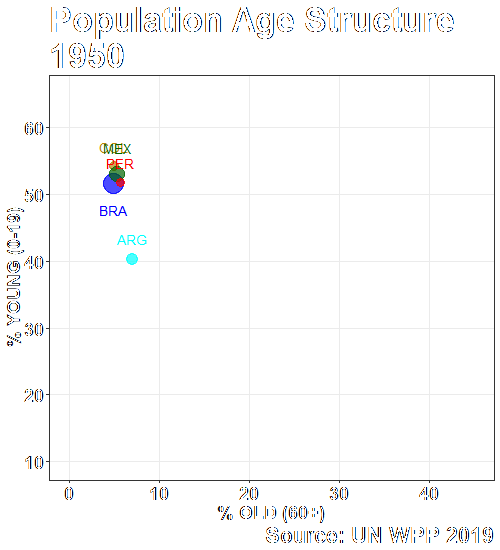 Population Age Structure
1950
% YOUNG (0-19)
60
50
40
30
20
10
MEX
PER
BRA
ARG
0 10 20 30 40
% OLD (60+)
Source: UN WPP 2019